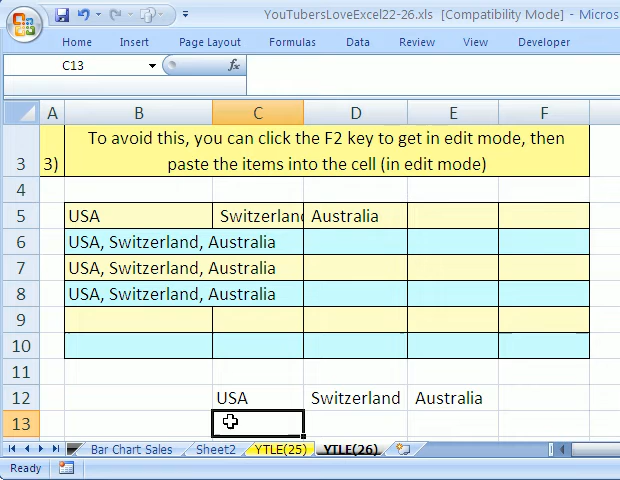 YouTubersLoveExcel22-26.xls [Compatibility Mode] - Micros
Home Insert Page Layout Formulas Data Review View Developer
C13 fx
A B C D E F
To avoid this, you can click the F2 key to get in edit mode, then
3 3) paste the items into the cell (in edit mode)
4
5 USA Switzerland Australia
6 USA, Switzerland, Australia
7 USA, Switzerland, Australia
8 USA, Switzerland, Australia
9
10
11
12 USA Switzerland Australia
13
Bar Chart Sales Sheet2 YTLE(25) YTLE(26)
Ready